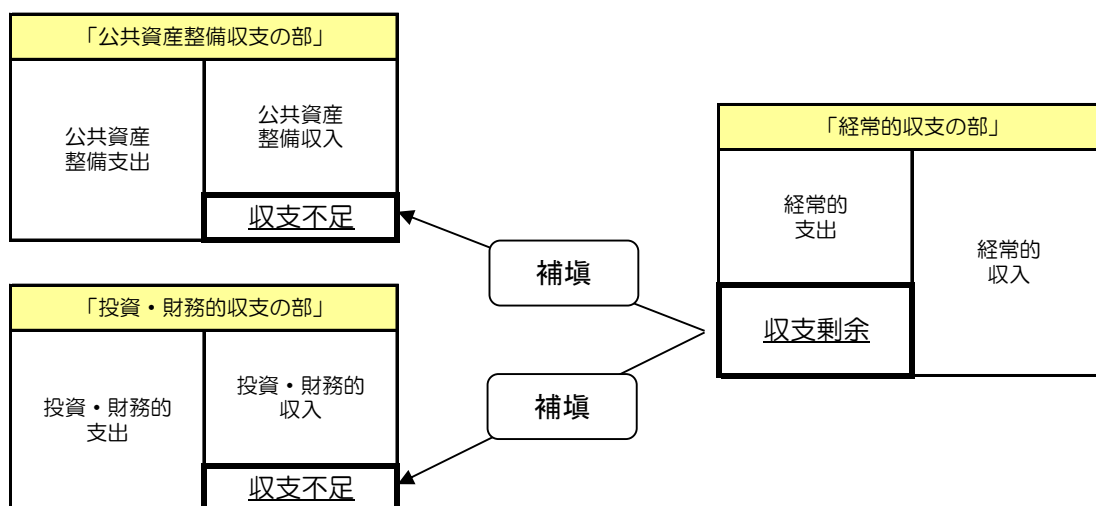 「公共資産整備収支の部」
公共資産
整備支出
公共資産
整備収入
収支不足
「投資・財務的収支の部」
投資・財務的
支出
投資・財務的
収入
収支不足
補塡
補塡
「経常的収支の部」
経常的
支出
収支剰余
経常的
収入